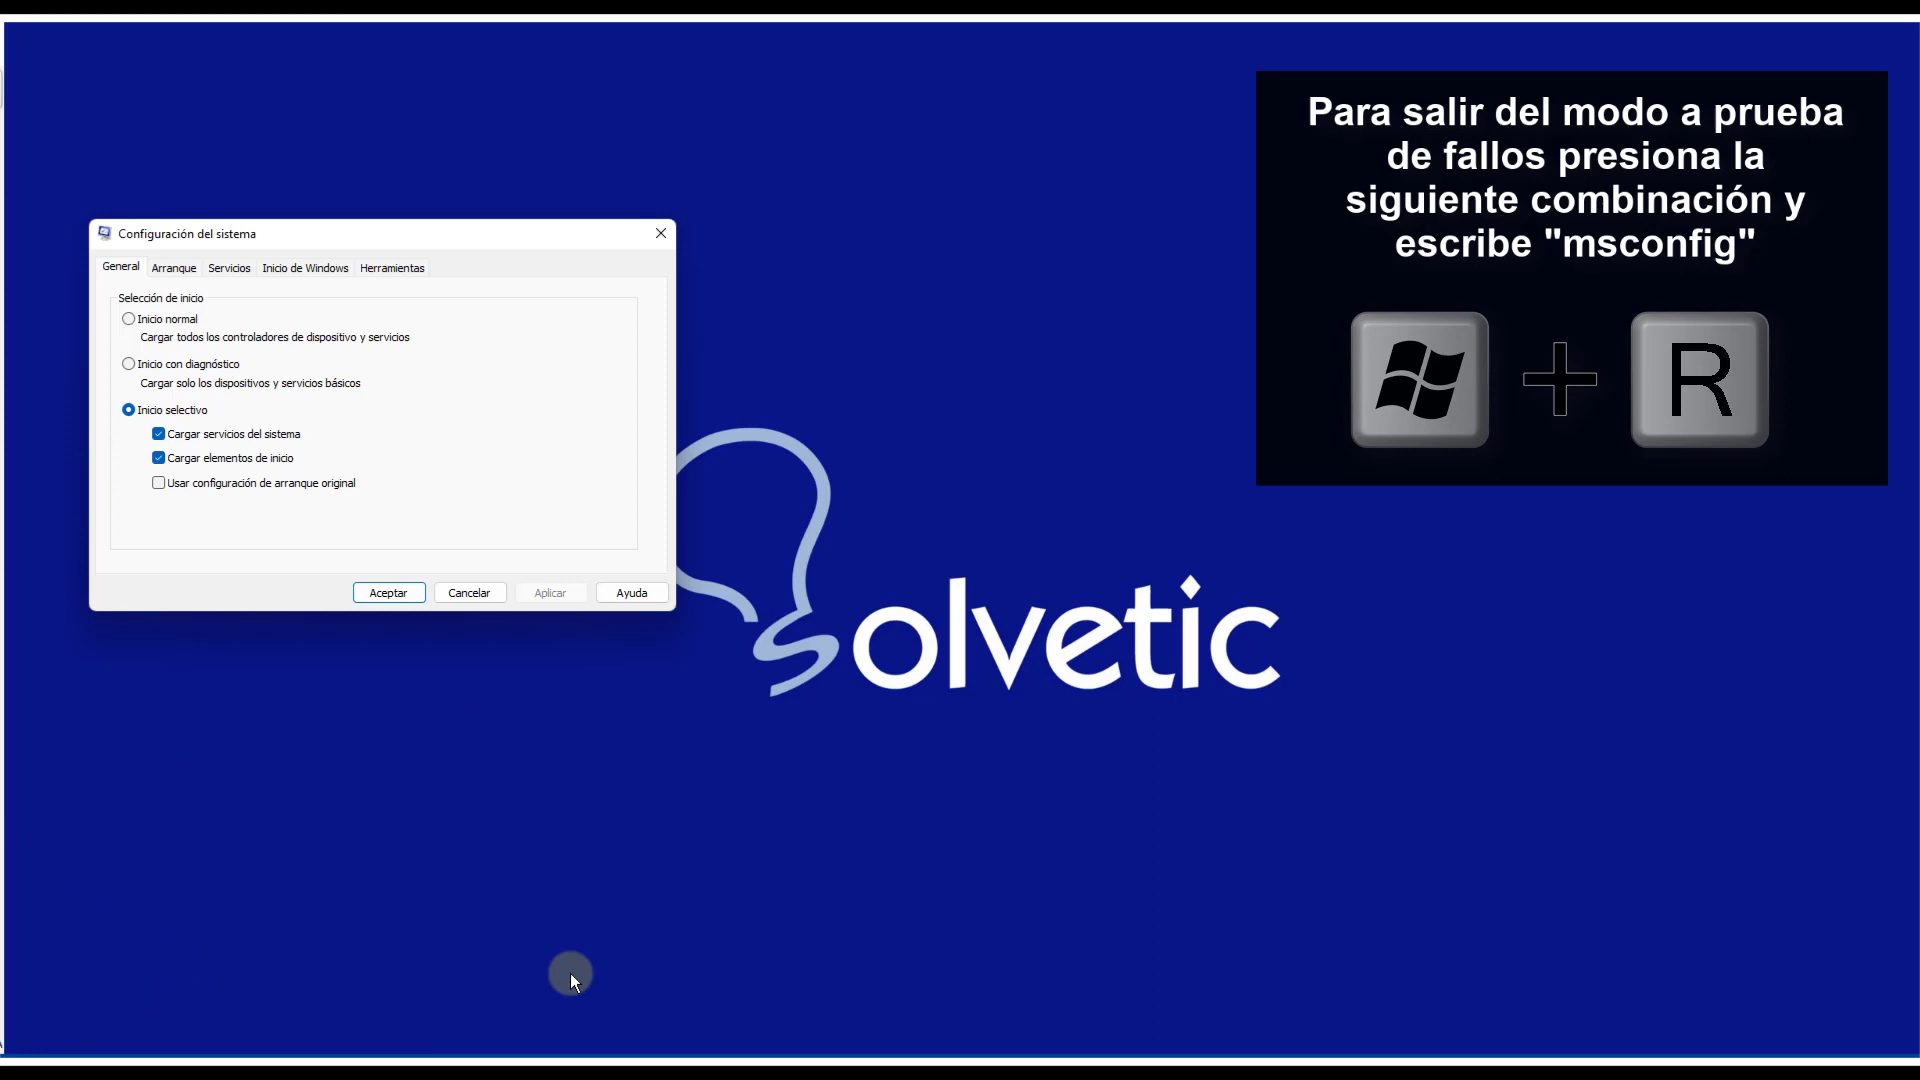 Para salir del modo a prueba
de fallos presiona la
siguiente combinación y
escribe "msconfig"
R
Configuración del sistema
General
Arranque
Servicios
Inicio de Windows
Herramientas
Selección de inicio
Inicio normal
Cargar todos los controladores de dispositivo y servicios
Inicio con diagnóstico
Cargar solo los dispositivos y servicios básicos
Inicio selectivo
Cargar servicios del sistema
Cargar elementos de inicio
Usar configuración de arranque original
Aceptar
Cancelar
Aplicar
Ayuda
Solvetic